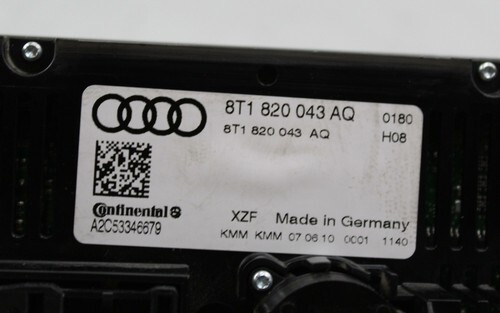 8T1 820 043 AQ 0180
8T1 820 043 AQ H08
Continental
A2C53346679
XZF Made in Germany
KMM KMM 07.06.10 0001 1140